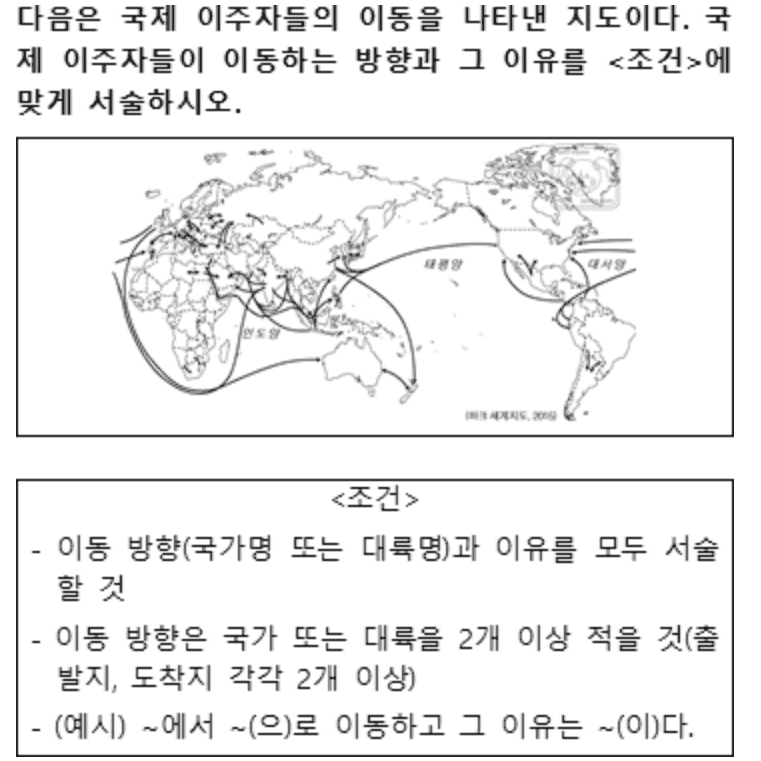 다음은 국제 이주자들의 이동을 나타낸 지도이다. 국
제 이주자들이 이동하는 방향과 그 이유를 <조건>에
맞게 서술하시오.
태평양
대서양
인도양
세계지도, 2015)
<조건>
- 이동 방향(국가명 또는 대륙명)과 이유를 모두 서술
할 것
- 이동 방향은 국가 또는 대륙을 2개 이상 적을 것(출
발지, 도착지 각각 2개 이상)
- (예시) ~에서 ~(으)로 이동하고 그 이유는 ~(이)다.